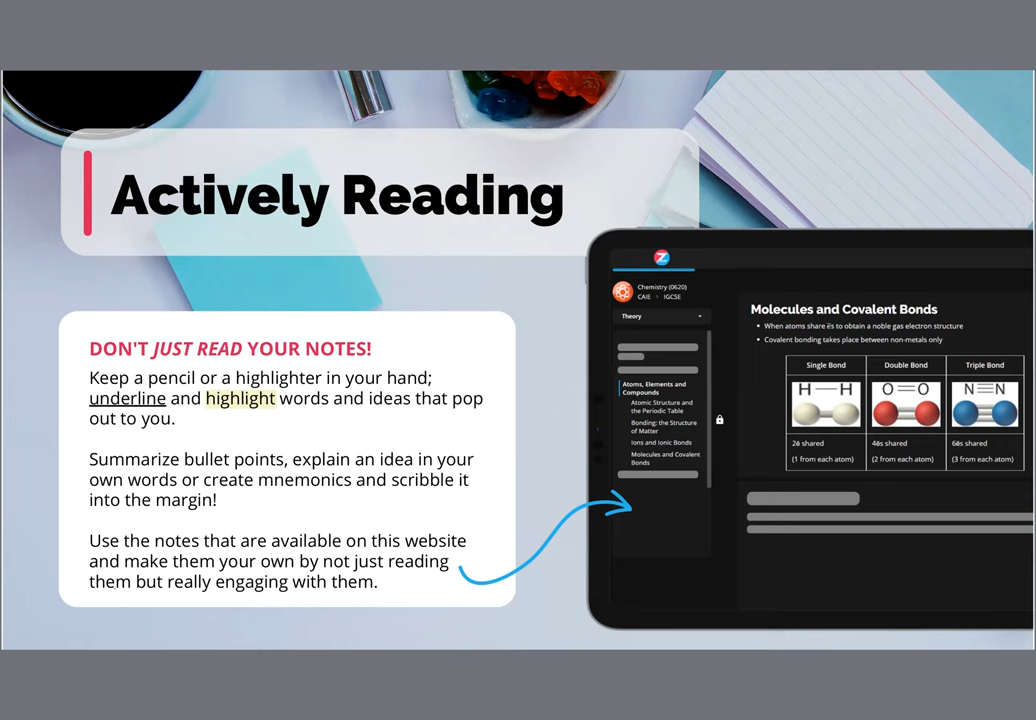 Actively Reading
DON'T JUST READ YOUR NOTES!
Keep a pencil or a highlighter in your hand;
underline and highlight words and ideas that pop
out to you.
Summarize bullet points, explain an idea in your
own words or create mnemonics and scribble it
into the margin!
Use the notes that are available on this website
and make them your own by not just reading
them but really engaging with them.
Z
Chemistry (0620)
CAIE > IGCSE
Theory
Atoms, Elements and
Compounds
Atomic Structure and
the Periodic Table
Bonding: the Structure
of Matter
Ions and Ionic Bonds
Molecules and Covalent
Bonds
Molecules and Covalent Bonds
• When atoms share ēs to obtain a noble gas electron structure
• Covalent bonding takes place between non-metals only
Single Bond Double Bond Triple Bond
H — H O = O N ≡ N
2ē shared 4ēs shared 6ēs shared
(1 from each atom) (2 from each atom) (3 from each atom)